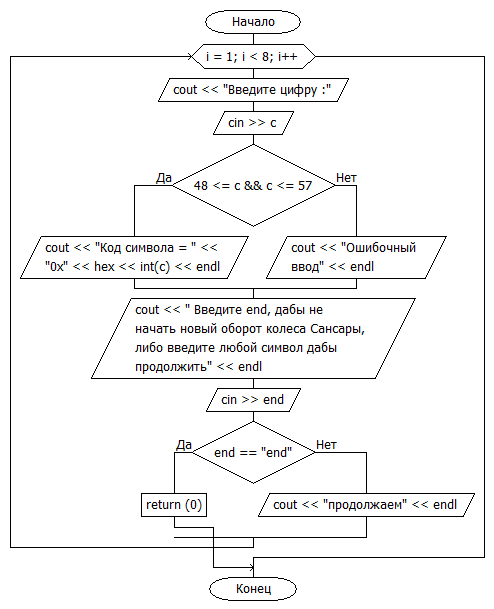 Начало
i = 1; i < 8; i++
cout << "Введите цифру :"
cin >> c
48 <= c && c <= 57
Да
Нет
cout << "Код символа = " <<
"0x" << hex << int(c) << endl
cout << "Ошибочный
ввод" << endl
cout << " Введите end, дабы не
начать новый оборот колеса Сансары,
либо введите любой символ дабы
продолжить" << endl
cin >> end
end == "end"
Да
Нет
return (0)
cout << "продолжаем" << endl
Конец